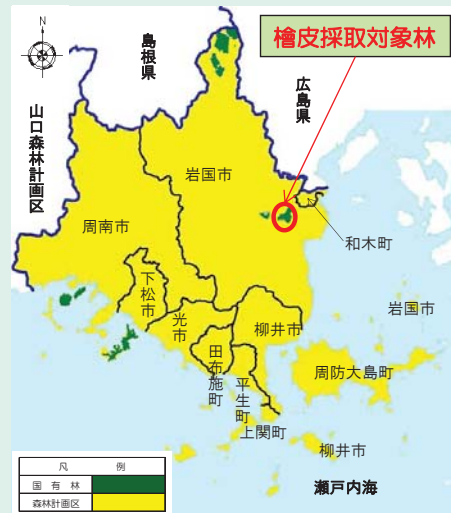 檜皮採取対象林
N
島根県
広島県
山口森林計画区
岩国市
周南市
和木町
下松市
岩国市
光市
柳井市
田布施町
周防大島町
平生町
上関町
柳井市
瀬戸内海
凡例
国有林
森林計画区